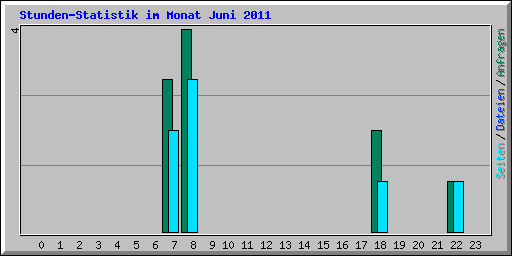 Stunden-Statistik im Monat Juni 2011
4
Seiten / Dateien / Anfragen
0 1 2 3 4 5 6 7 8 9 10 11 12 13 14 15 16 17 18 19 20 21 22 23